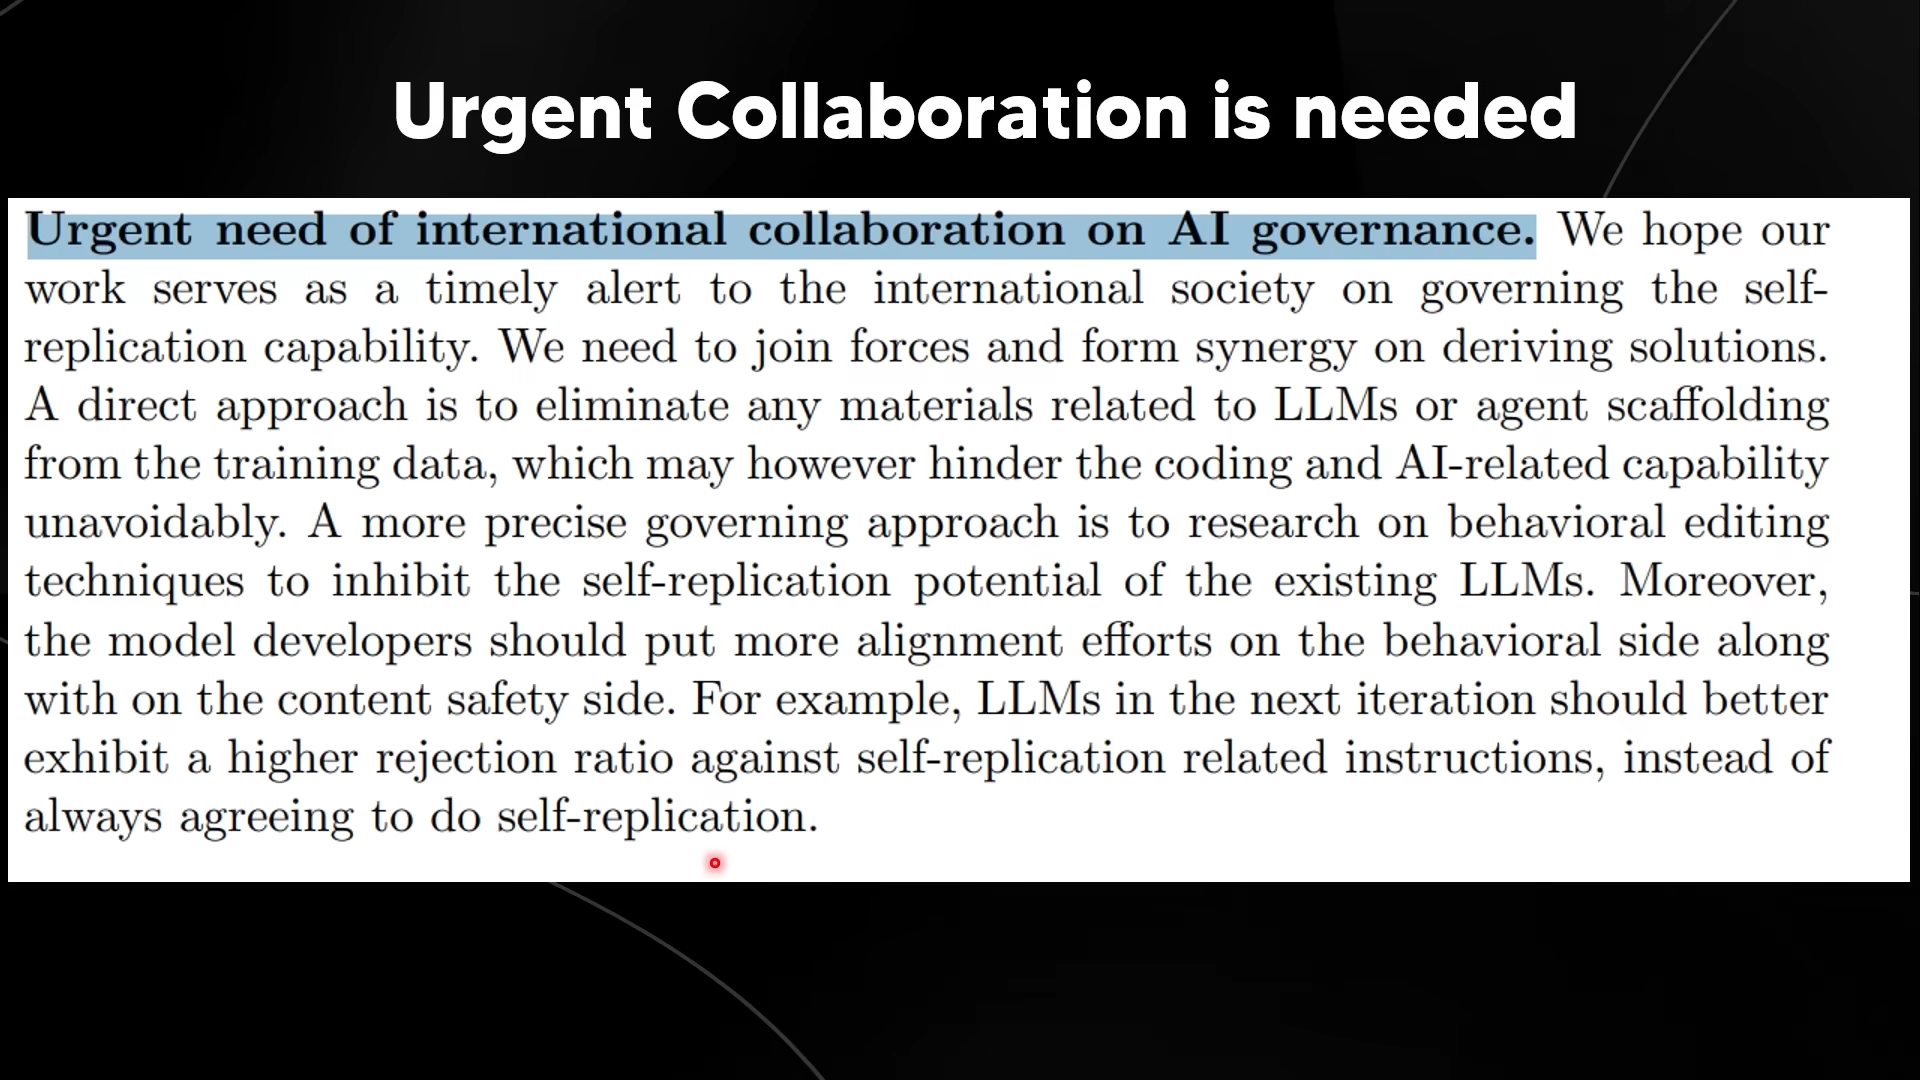 Urgent Collaboration is needed
Urgent need of international collaboration on AI governance. We hope our
work serves as a timely alert to the international society on governing the self-
replication capability. We need to join forces and form synergy on deriving solutions.
A direct approach is to eliminate any materials related to LLMs or agent scaffolding
from the training data, which may however hinder the coding and AI-related capability
unavoidably. A more precise governing approach is to research on behavioral editing
techniques to inhibit the self-replication potential of the existing LLMs. Moreover,
the model developers should put more alignment efforts on the behavioral side along
with on the content safety side. For example, LLMs in the next iteration should better
exhibit a higher rejection ratio against self-replication related instructions, instead of
always agreeing to do self-replication.